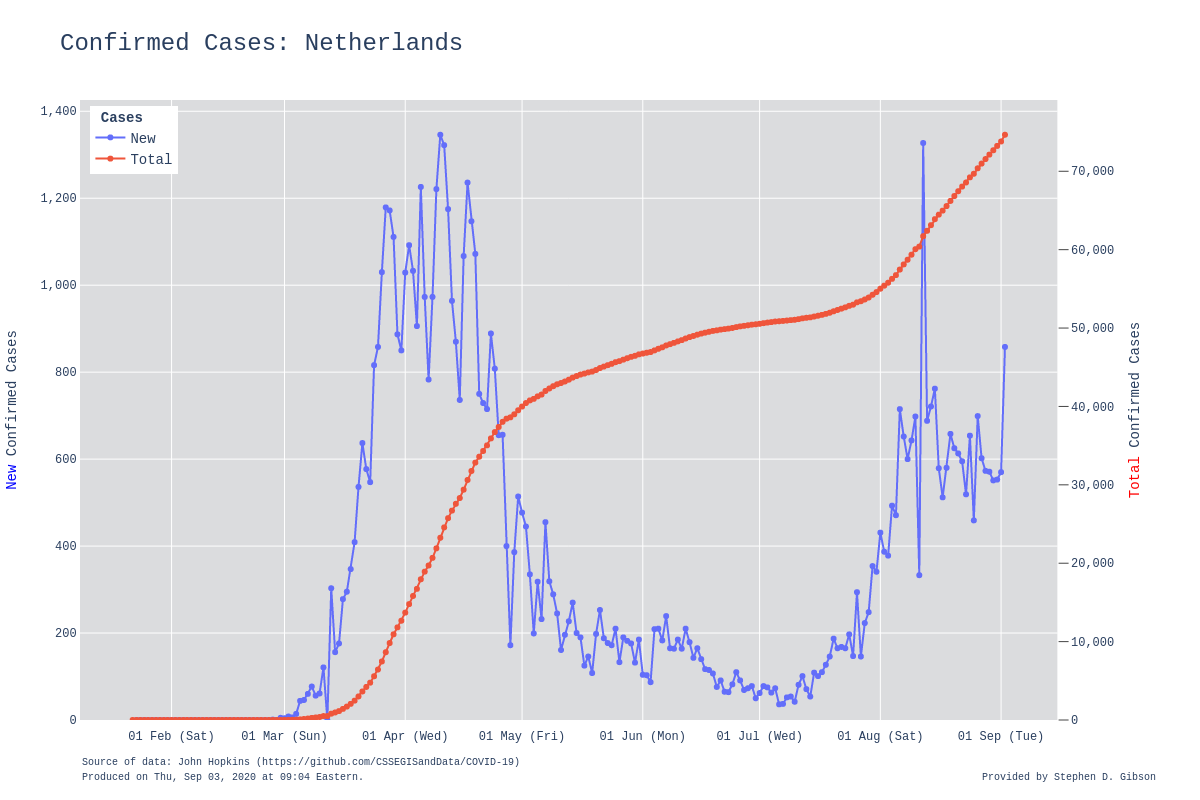 Confirmed Cases: Netherlands
Cases
New
Total
1,400
1,200
1,000
800
600
400
200
0
New Confirmed Cases
70,000
60,000
50,000
40,000
30,000
20,000
10,000
0
Total Confirmed Cases
01 Feb (Sat) 01 Mar (Sun) 01 Apr (Wed) 01 May (Fri) 01 Jun (Mon) 01 Jul (Wed) 01 Aug (Sat) 01 Sep (Tue)
Source of data: John Hopkins (https://github.com/CSSEGISandData/COVID-19)
Produced on Thu, Sep 03, 2020 at 09:04 Eastern.
Provided by Stephen D. Gibson